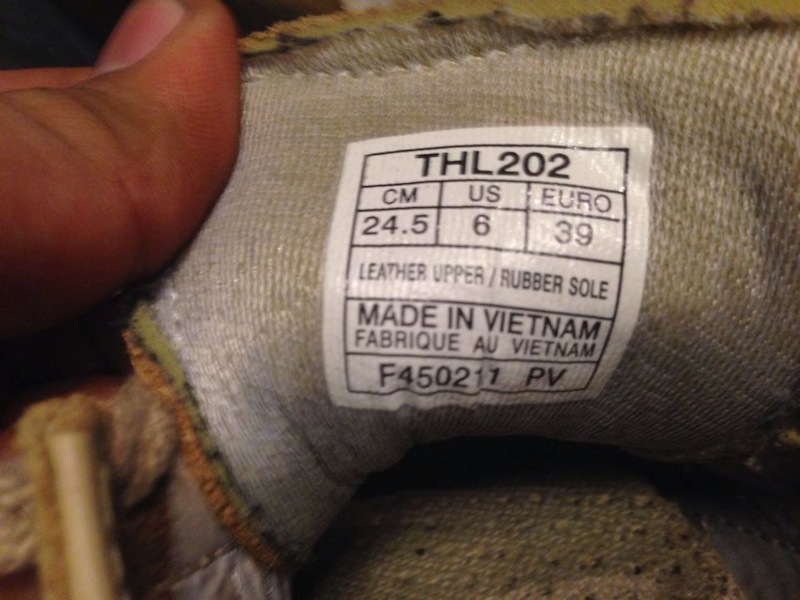 THL202
CM US EURO
24.5 6 39
LEATHER UPPER / RUBBER SOLE
MADE IN VIETNAM
FABRIQUE AU VIETNAM
F450211 PV